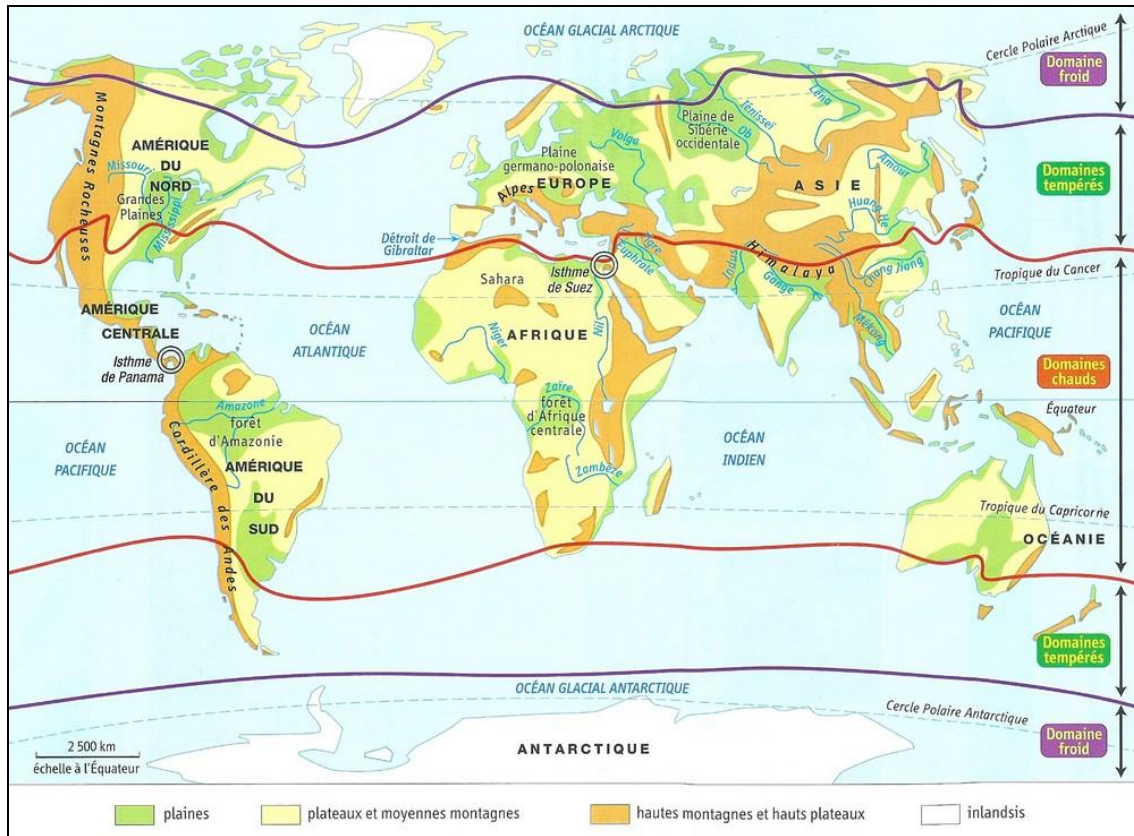 OCÉAN GLACIAL ARCTIQUE
Cercle Polaire Arctique
Domaine
froid
Montagnes Rocheuses
AMÉRIQUE
DU
NORD
Missouri
Grandes
Plaines
Mississippi
Plaine de
Sibérie
occidentale
Iénisseï
Ob
Léna
Volga
Plaine
germano-polonaise
Alpes
EUROPE
ASIE
Amour
Huang He
Domaines
tempérés
Détroit de
Gibraltar
Isthme
de Suez
Tigre
Euphrate
Indus
Himalaya
Gange
Chang Jiang
Mékong
Tropique du Cancer
Sahara
AMÉRIQUE
CENTRALE
Isthme
de Panama
OCÉAN
ATLANTIQUE
AFRIQUE
Niger
Nil
OCÉAN
PACIFIQUE
Domaines
chauds
Équateur
Amazone
forêt
d'Amazonie
Zaïre
forêt
d'Afrique
centrale
Zambèze
OCÉAN
PACIFIQUE
Cordillère des Andes
AMÉRIQUE
DU
SUD
OCÉAN
INDIEN
Tropique du Capricorne
OCÉANIE
Domaines
tempérés
OCÉAN GLACIAL ANTARCTIQUE
Cercle Polaire Antarctique
Domaine
froid
ANTARCTIQUE
2 500 km
échelle à l'Équateur
plaines
plateaux et moyennes montagnes
hautes montagnes et hauts plateaux
inlandsis